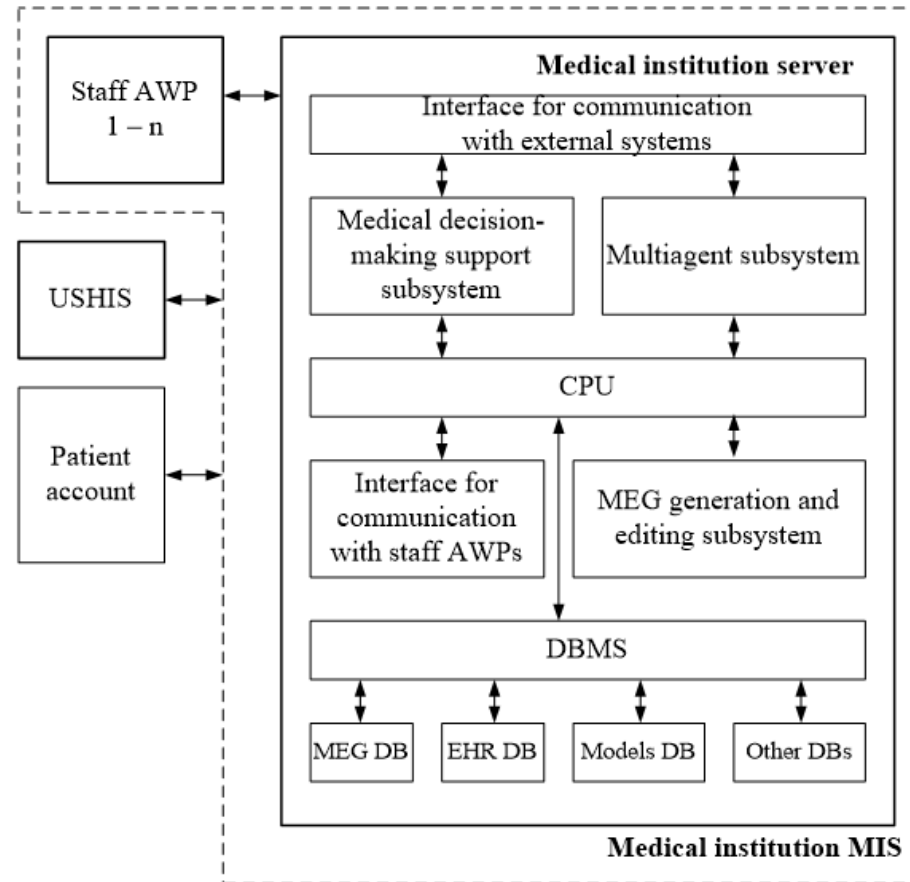 Staff AWP
1 – n
Medical institution server
Interface for communication
with external systems
Medical decision-
making support
subsystem
Multiagent subsystem
USHIS
CPU
Patient
account
Interface for
communication
with staff AWPs
MEG generation and
editing subsystem
DBMS
MEG DB
EHR DB
Models DB
Other DBs
Medical institution MIS